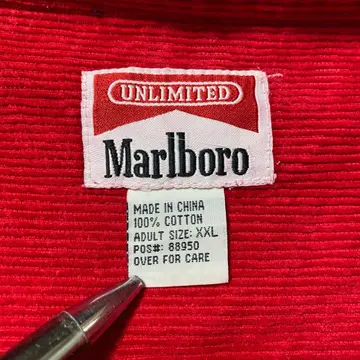 UNLIMITED
Marlboro
MADE IN CHINA
100% COTTON
ADULT SIZE: XXL
POS#: 88950
OVER FOR CARE